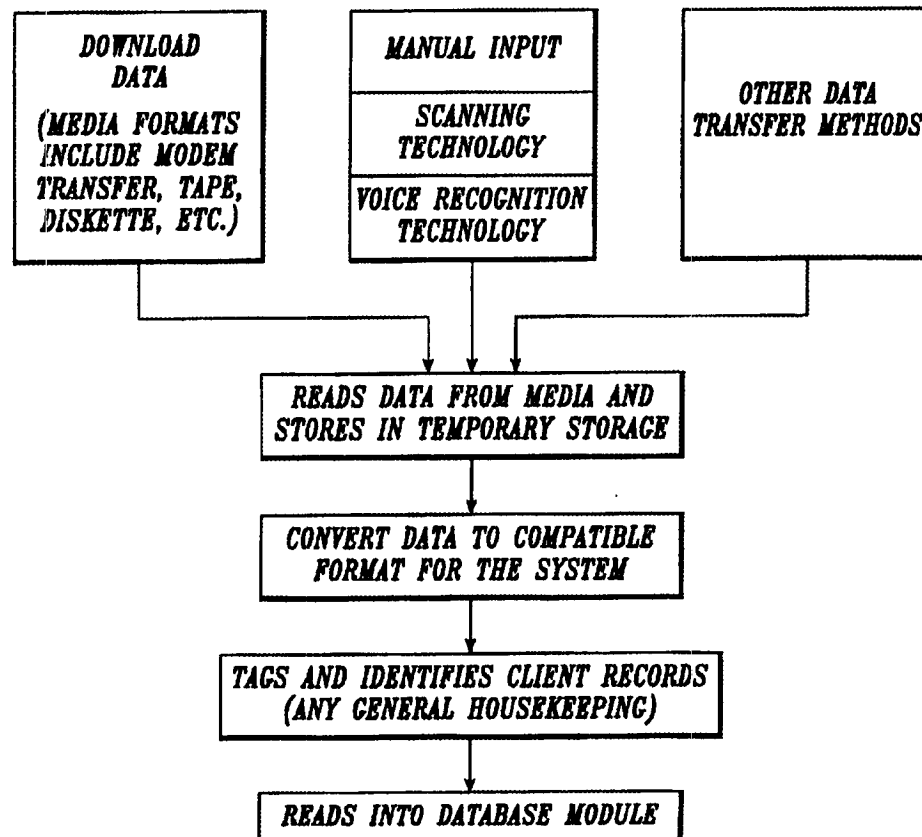 DOWNLOAD
DATA
(MEDIA FORMATS
INCLUDE MODEM
TRANSFER, TAPE,
DISKETTE, ETC.)
MANUAL INPUT
SCANNING
TECHNOLOGY
VOICE RECOGNITION
TECHNOLOGY
OTHER DATA
TRANSFER METHODS
READS DATA FROM MEDIA AND
STORES IN TEMPORARY STORAGE
CONVERT DATA TO COMPATIBLE
FORMAT FOR THE SYSTEM
TAGS AND IDENTIFIES CLIENT RECORDS
(ANY GENERAL HOUSEKEEPING)
READS INTO DATABASE MODULE